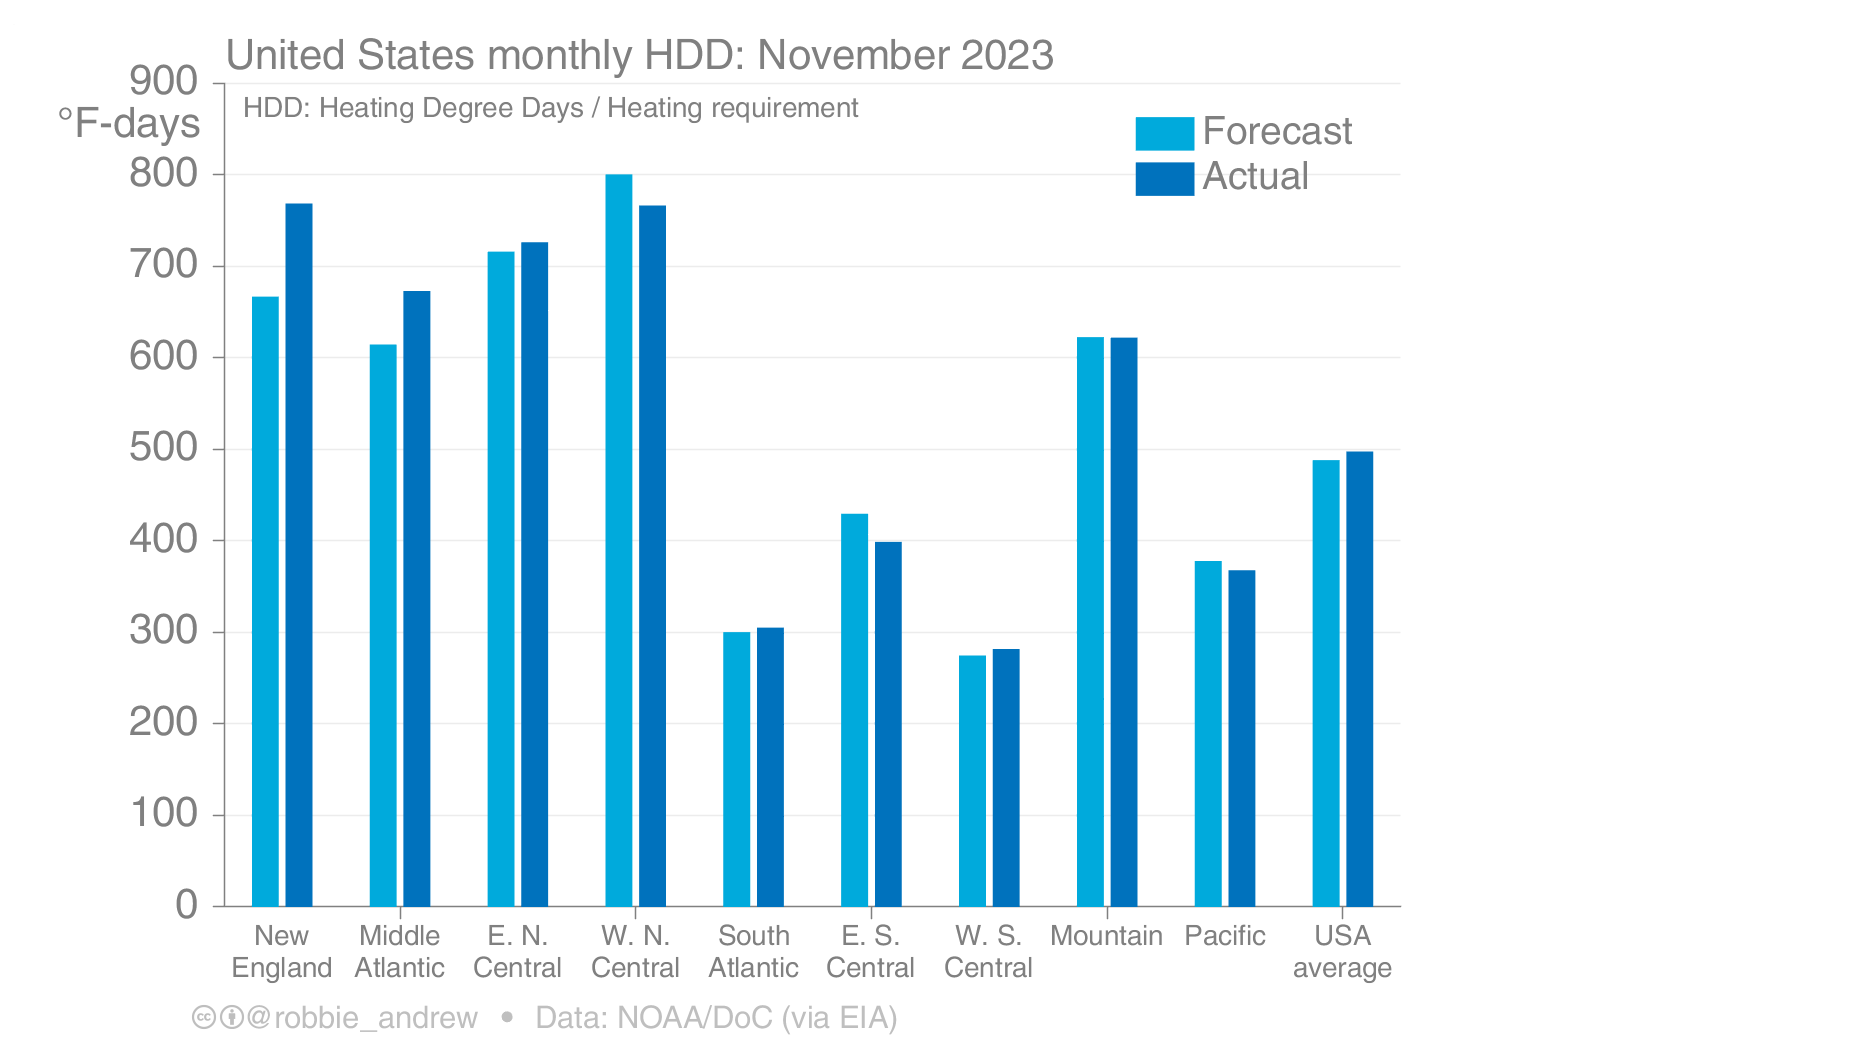 United States monthly HDD: November 2023
900
°F-days
HDD: Heating Degree Days / Heating requirement
Forecast
Actual
800
700
600
500
400
300
200
100
0
New England
Middle Atlantic
E. N. Central
W. N. Central
South Atlantic
E. S. Central
W. S. Central
Mountain
Pacific
USA average
cc @robbie_andrew • Data: NOAA/DoC (via EIA)